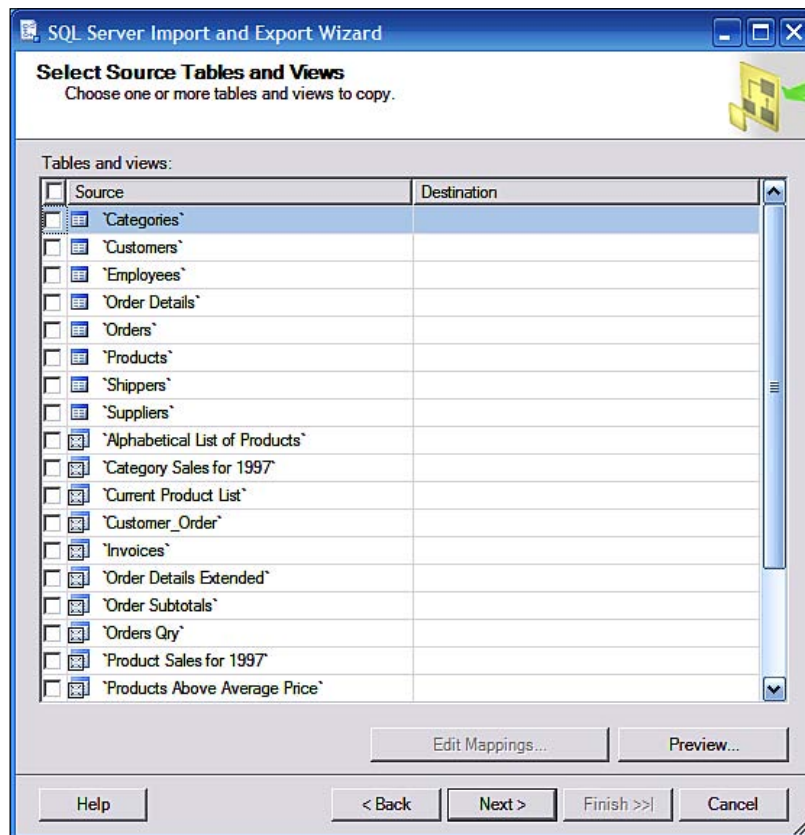 SQL Server Import and Export Wizard
Select Source Tables and Views
Choose one or more tables and views to copy.
Tables and views:
Source Destination
`Categories`
`Customers`
`Employees`
`Order Details`
`Orders`
`Products`
`Shippers`
`Suppliers`
`Alphabetical List of Products`
`Category Sales for 1997`
`Current Product List`
`Customer_Order`
`Invoices`
`Order Details Extended`
`Order Subtotals`
`Orders Qry`
`Product Sales for 1997`
`Products Above Average Price`
Edit Mappings... Preview...
Help < Back Next > Finish >>| Cancel